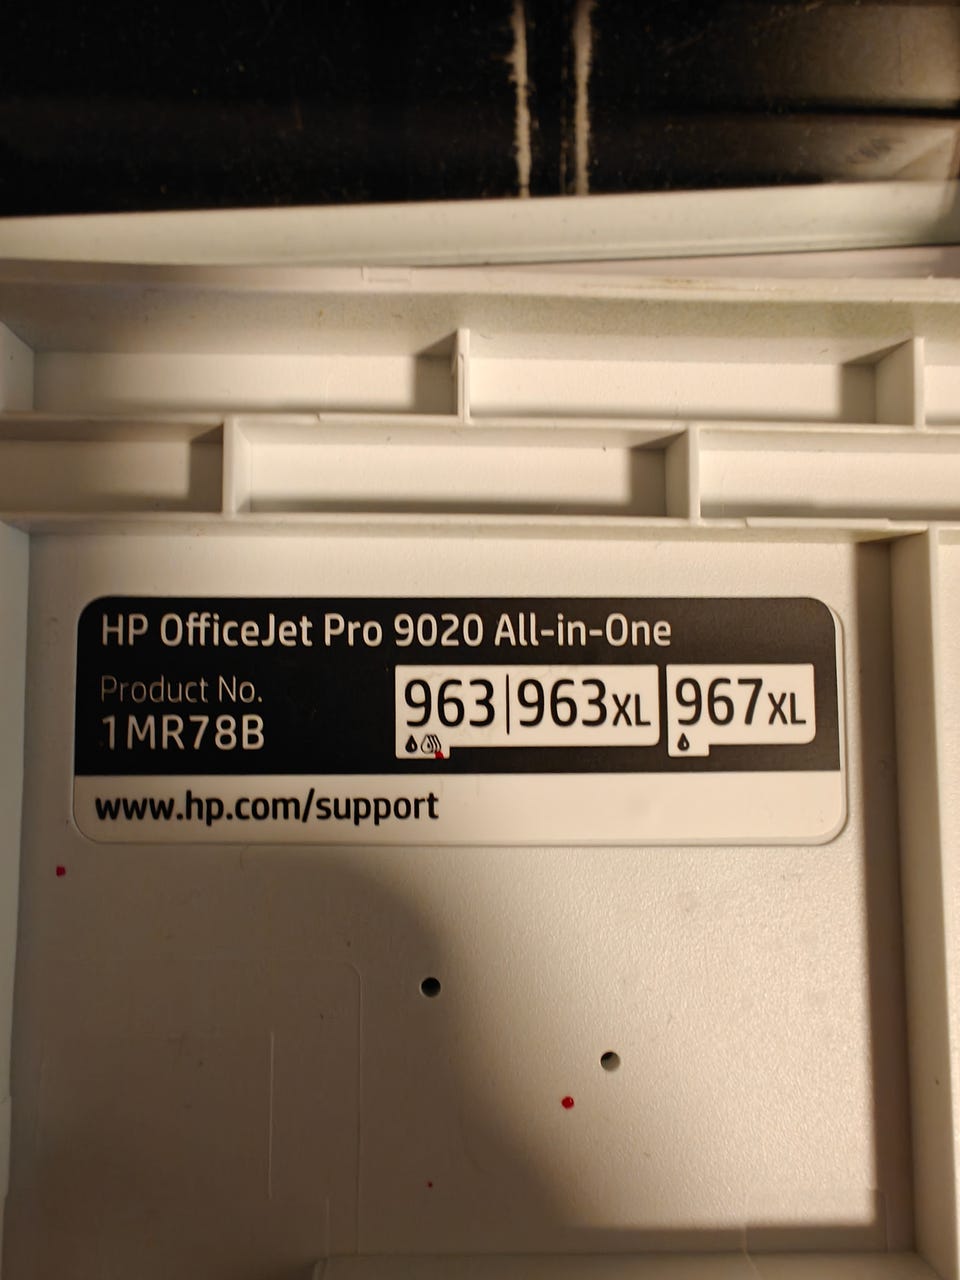 HP OfficeJet Pro 9020 All-in-One
Product No.
1MR78B
963|963XL
967XL
www.hp.com/support